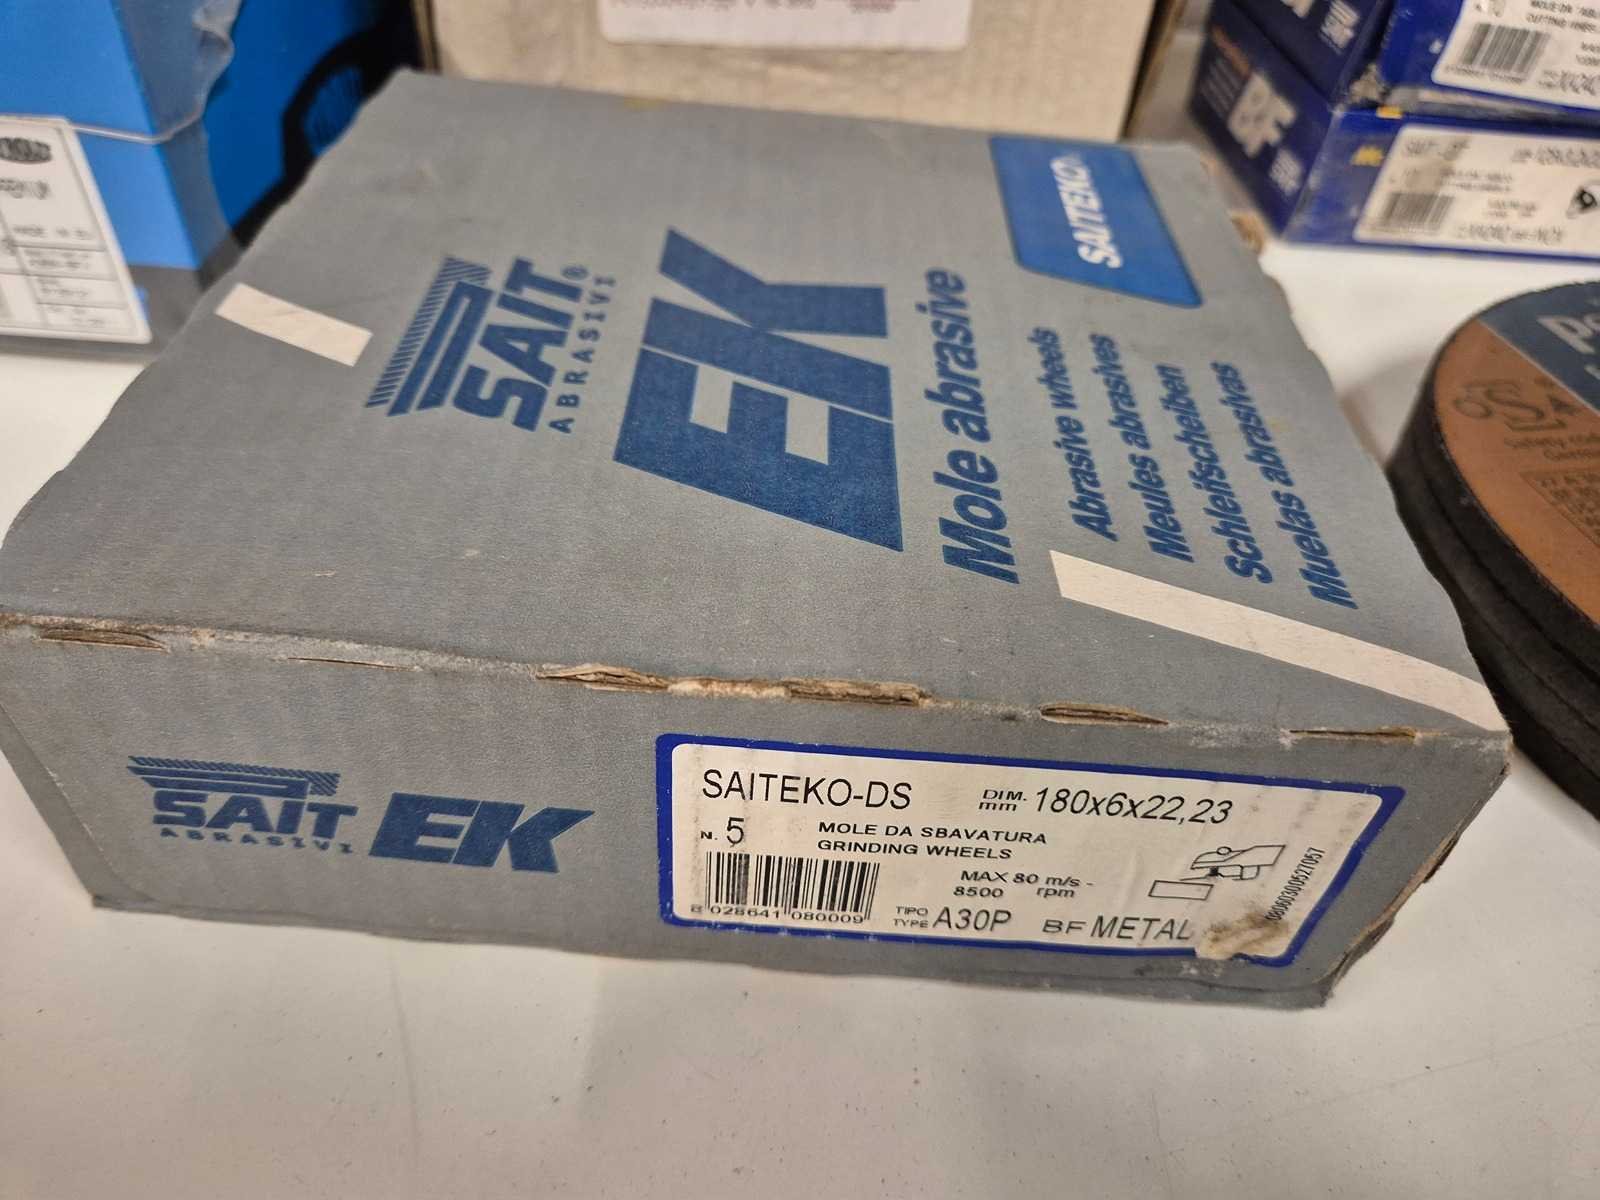 SAIT®
ABRASIVI
EK
Mole abrasive
Abrasive wheels
Meules abrasives
Schleifscheiben
Muelas abrasivas
SAITEKO
SAIT
ABRASIVI
EK
SAITEKO-DS
DIM. mm 180x6x22,23
N. 5
MOLE DA SBAVATURA
GRINDING WHEELS
MAX 80 m/s -
8500 rpm
8 028641 080009
TIPO
TYPE A30P BF METAL
08060300527057
BF